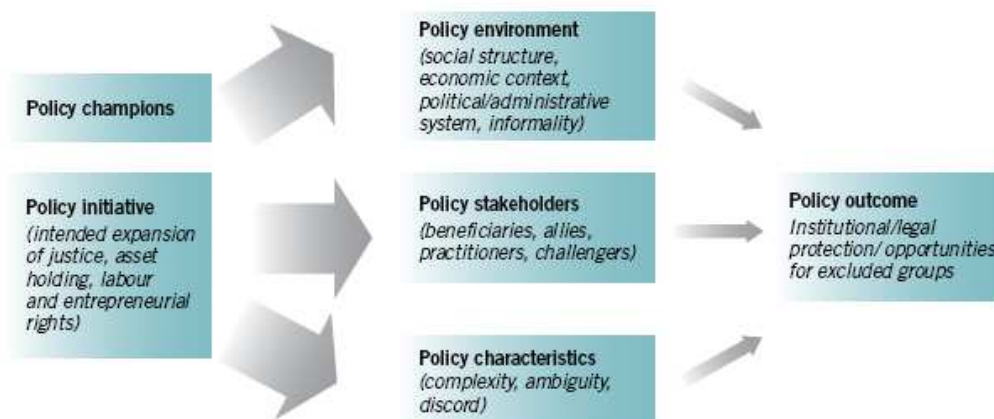 Policy champions
Policy initiative
(intended expansion
of justice, asset
holding, labour
and entrepreneurial
rights)
Policy environment
(social structure,
economic context,
political/administrative
system, informality)
Policy stakeholders
(beneficiaries, allies,
practitioners, challengers)
Policy characteristics
(complexity, ambiguity,
discord)
Policy outcome
Institutional/legal
protection/ opportunities
for excluded groups